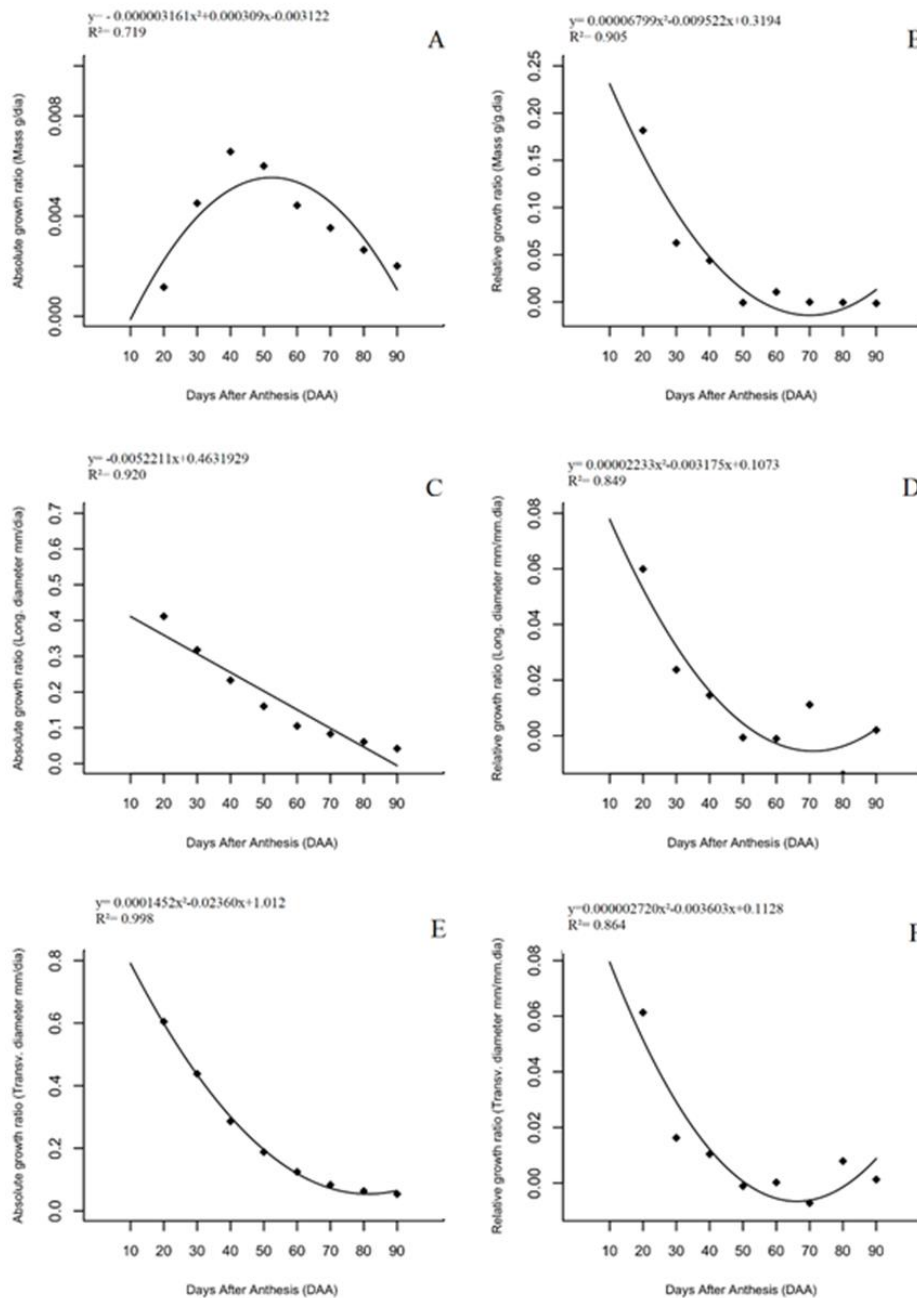 y= - 0.000003161x²+0.000309x-0.003122
R²= 0.719
A
Absolute growth ratio (Mass g/dia)
0.008
0.004
0.000
10 20 30 40 50 60 70 80 90
Days After Anthesis (DAA)
y= 0.00006799x²-0.009522x+0.3194
R²= 0.905
Relative growth ratio (Mass g/g.dia)
0.25
0.20
0.15
0.10
0.05
0.00
10 20 30 40 50 60 70 80 90
Days After Anthesis (DAA)
y= -0.0052211x+0.4631929
R²= 0.920
C
Absolute growth ratio (Long. diameter mm/dia)
0.7
0.6
0.5
0.4
0.3
0.2
0.1
0.0
10 20 30 40 50 60 70 80 90
Days After Anthesis (DAA)
y= 0.00002233x²-0.003175x+0.1073
R²= 0.849
D
Relative growth ratio (Long. diameter mm/mm.dia)
0.08
0.06
0.04
0.02
0.00
10 20 30 40 50 60 70 80 90
Days After Anthesis (DAA)
y= 0.0001452x²-0.02360x+1.012
R²= 0.998
E
Absolute growth ratio (Transv. diameter mm/dia)
0.8
0.6
0.4
0.2
0.0
10 20 30 40 50 60 70 80 90
Days After Anthesis (DAA)
y=0.000002720x²-0.003603x+0.1128
R²= 0.864
Relative growth ratio (Transv. diameter mm/mm.dia)
0.08
0.06
0.04
0.02
0.00
10 20 30 40 50 60 70 80 90
Days After Anthesis (DAA)